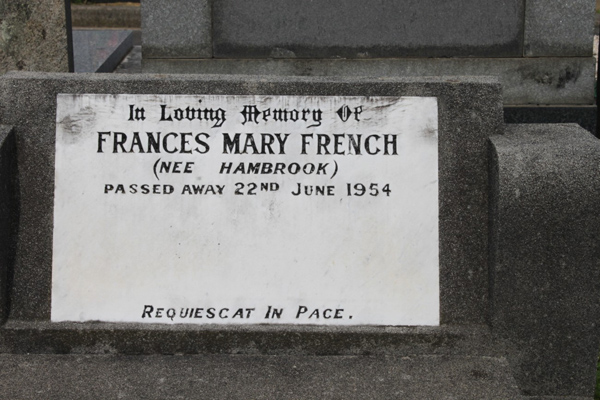 In Loving Memory Of
FRANCES MARY FRENCH
(NEE HAMBROOK)
PASSED AWAY 22ND JUNE 1954
REQUIESCAT IN PACE.